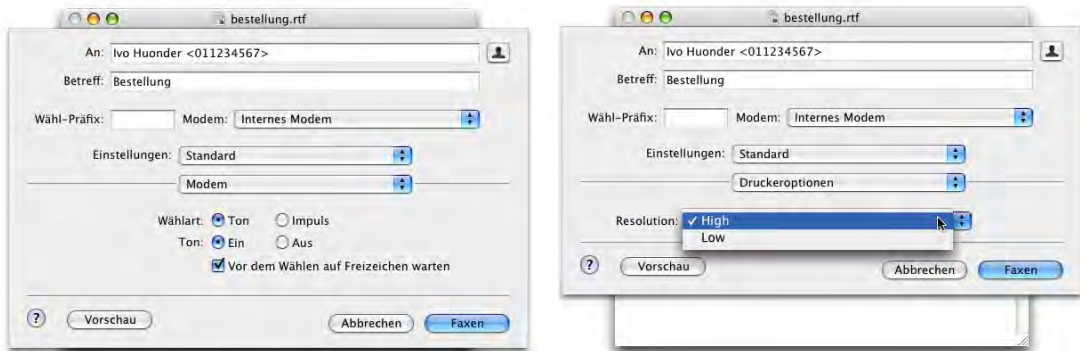 bestellung.rtf
An: Ivo Huonder <011234567>
Betreff: Bestellung
Wähl-Präfix: Modem: Internes Modem
Einstellungen: Standard
Modem
Wählart: Ton Impuls
Ton: Ein Aus
Vor dem Wählen auf Freizeichen warten
? Vorschau Abbrechen Faxen
bestellung.rtf
An: Ivo Huonder <011234567>
Betreff: Bestellung
Wähl-Präfix: Modem: Internes Modem
Einstellungen: Standard
Druckeroptionen
Resolution: ✓ High
Low
? Vorschau Abbrechen Faxen